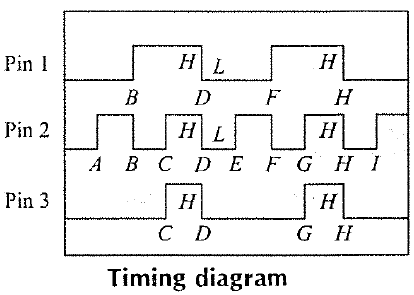 Pin 1 H L H
B D F H
Pin 2 H L H
A B C D E F G H I
Pin 3 H H
C D G H
Timing diagram